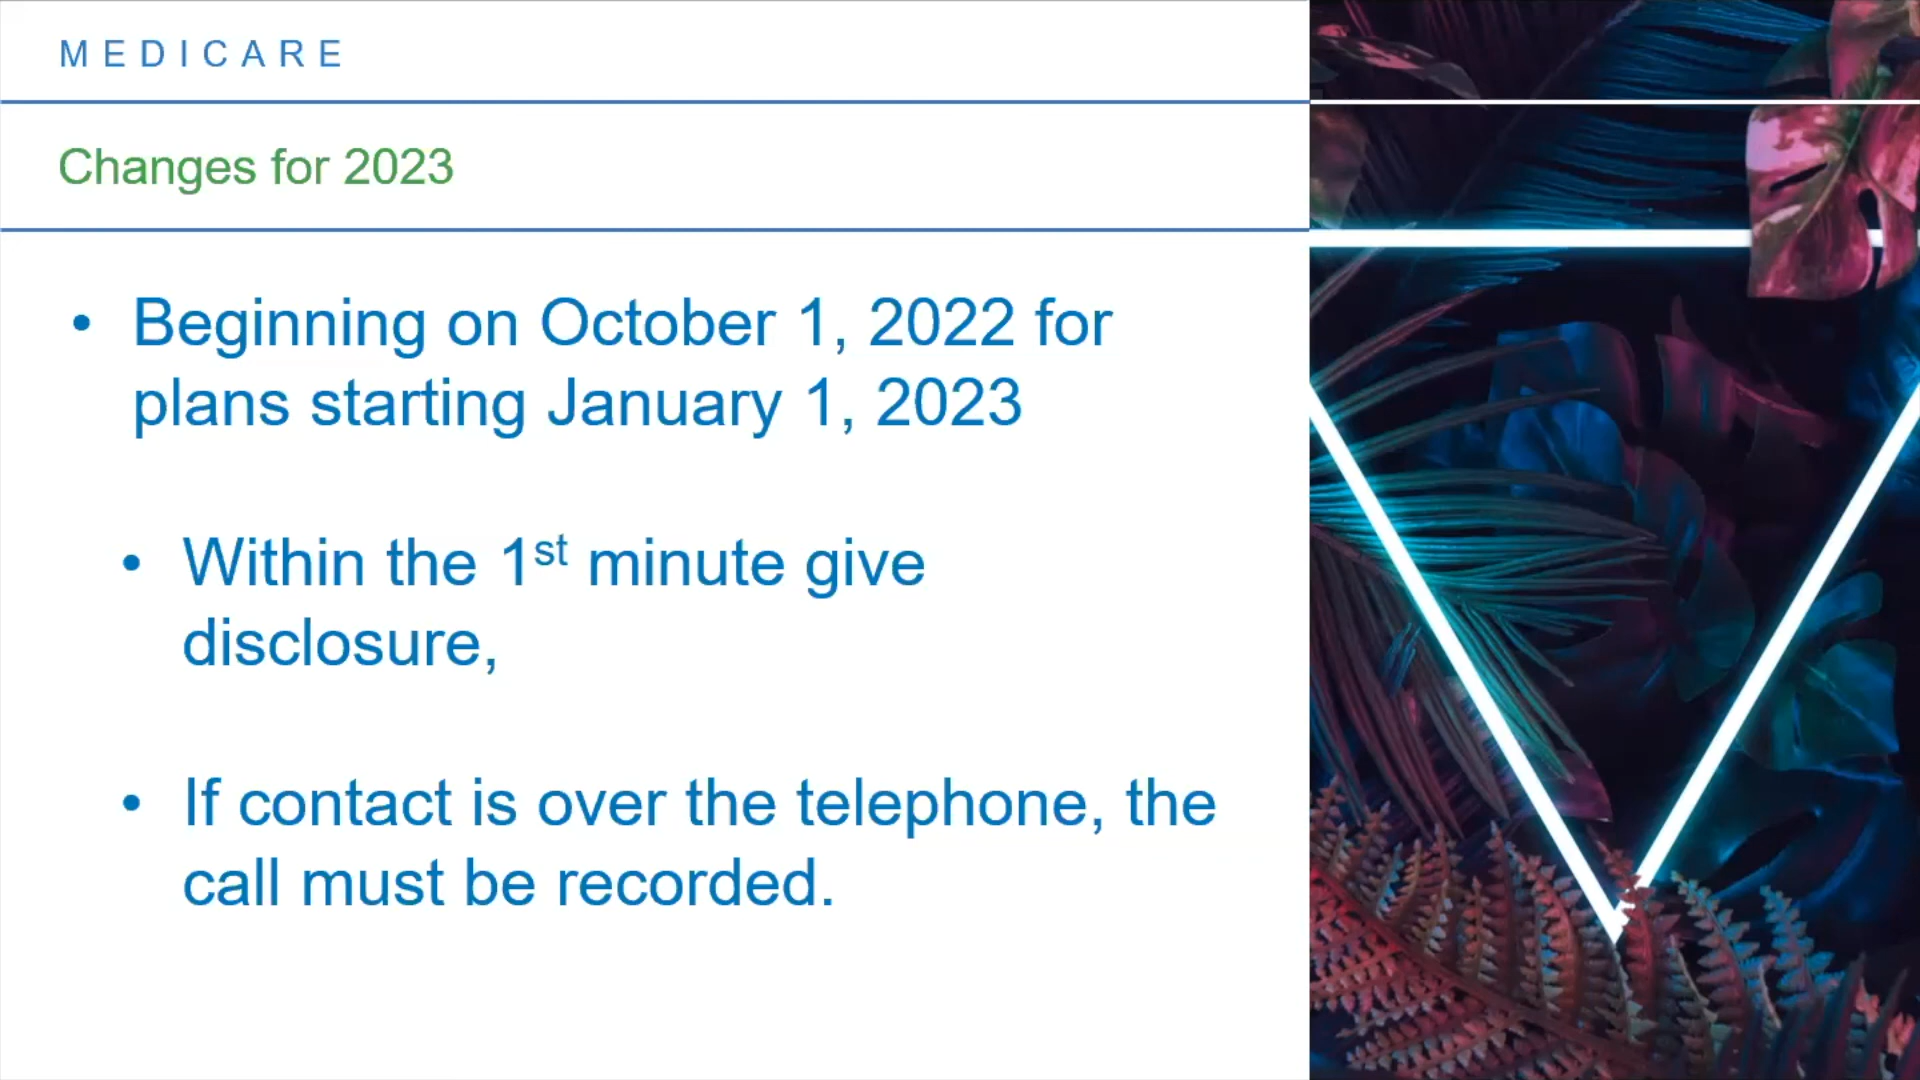 MEDICARE
Changes for 2023
• Beginning on October 1, 2022 for
plans starting January 1, 2023
• Within the 1st minute give
disclosure,
• If contact is over the telephone, the
call must be recorded.